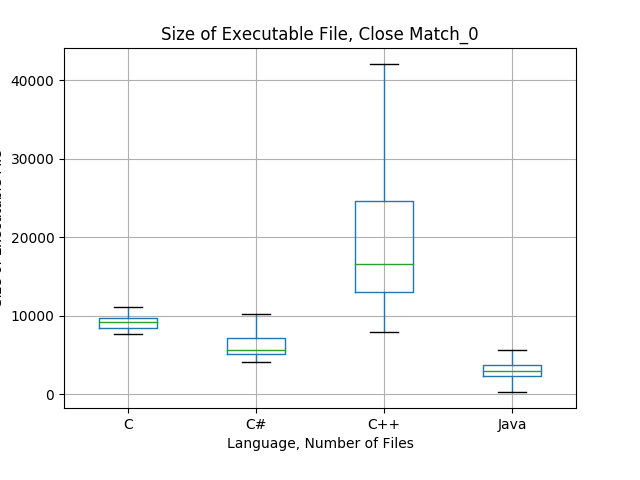 Size of Executable File, Close Match_0
40000
30000
20000
10000
0
C C# C++ Java
Language, Number of Files